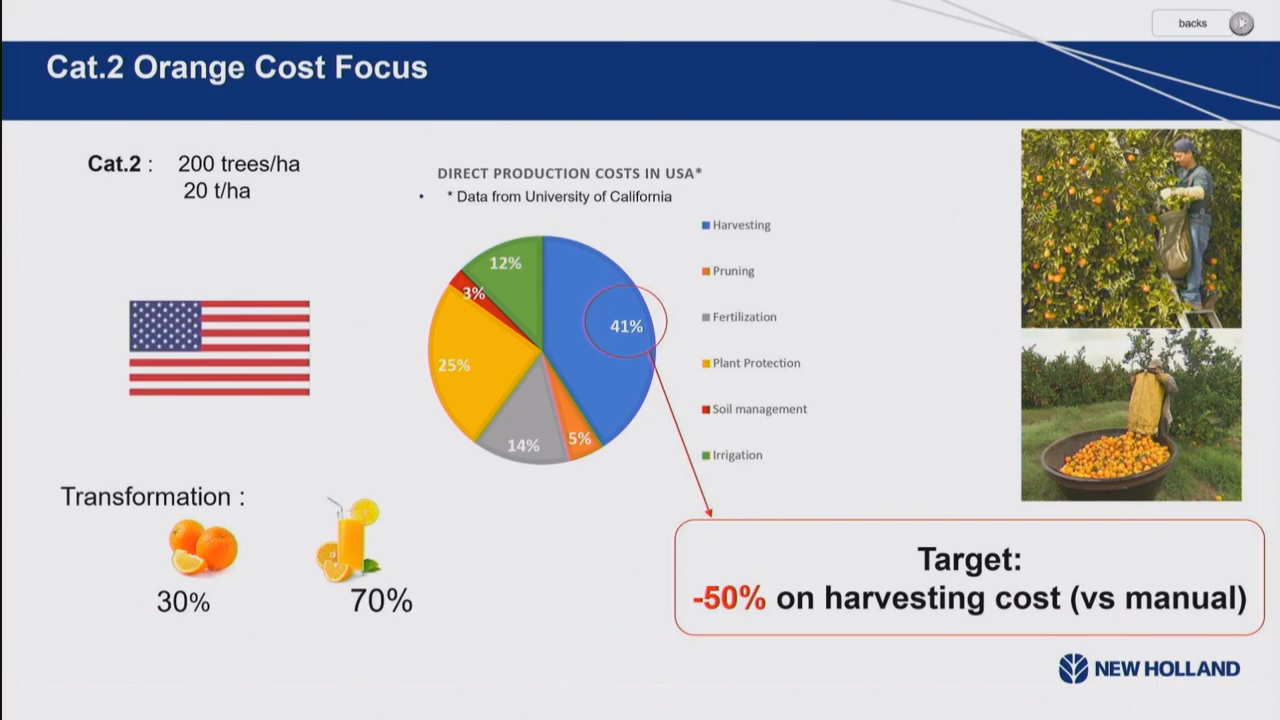 backs
Cat.2 Orange Cost Focus
Cat.2 : 200 trees/ha
20 t/ha
DIRECT PRODUCTION COSTS IN USA*
• * Data from University of California
Harvesting
Pruning
Fertilization
Plant Protection
Soil management
Irrigation
12%
3%
41%
25%
14%
5%
Transformation :
30%
70%
Target:
-50% on harvesting cost (vs manual)
NEW HOLLAND